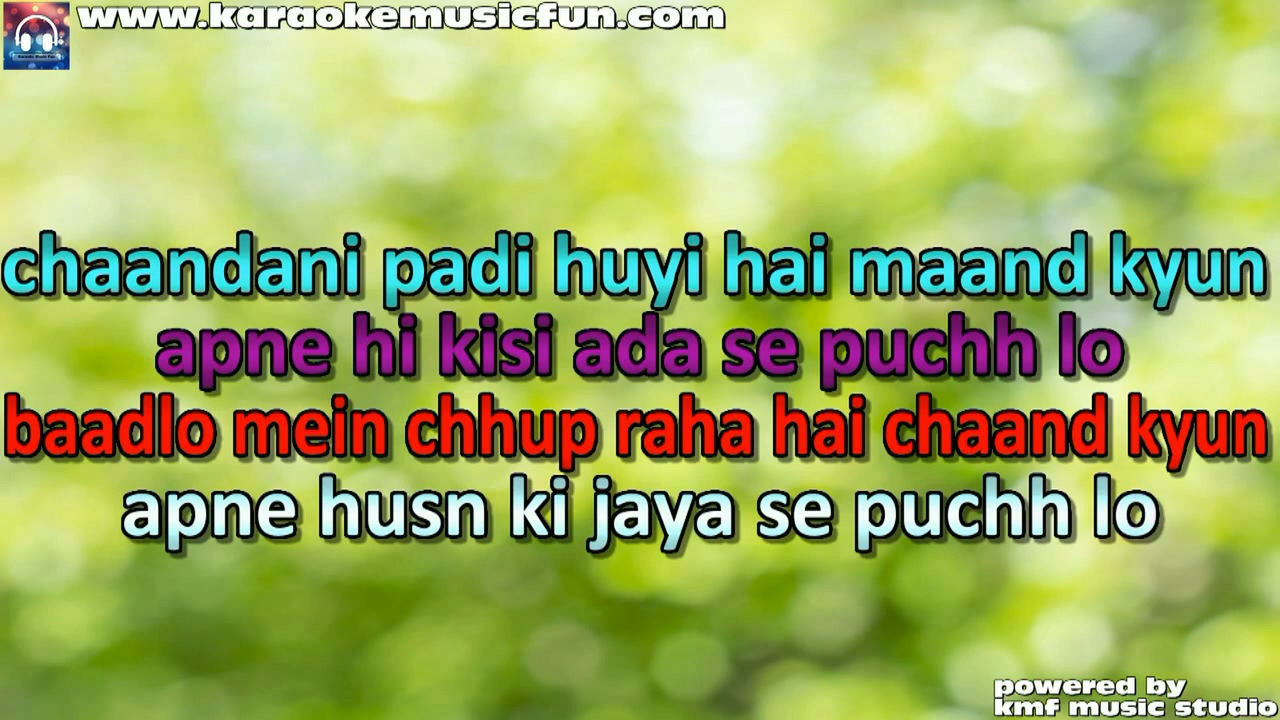 www.karaokemusicfun.com
chaandani padi huyi hai maand kyun
apne hi kisi ada se puchh lo
baadlo mein chhup raha hai chaand kyun
apne husn ki jaya se puchh lo
powered by
kmf music studio